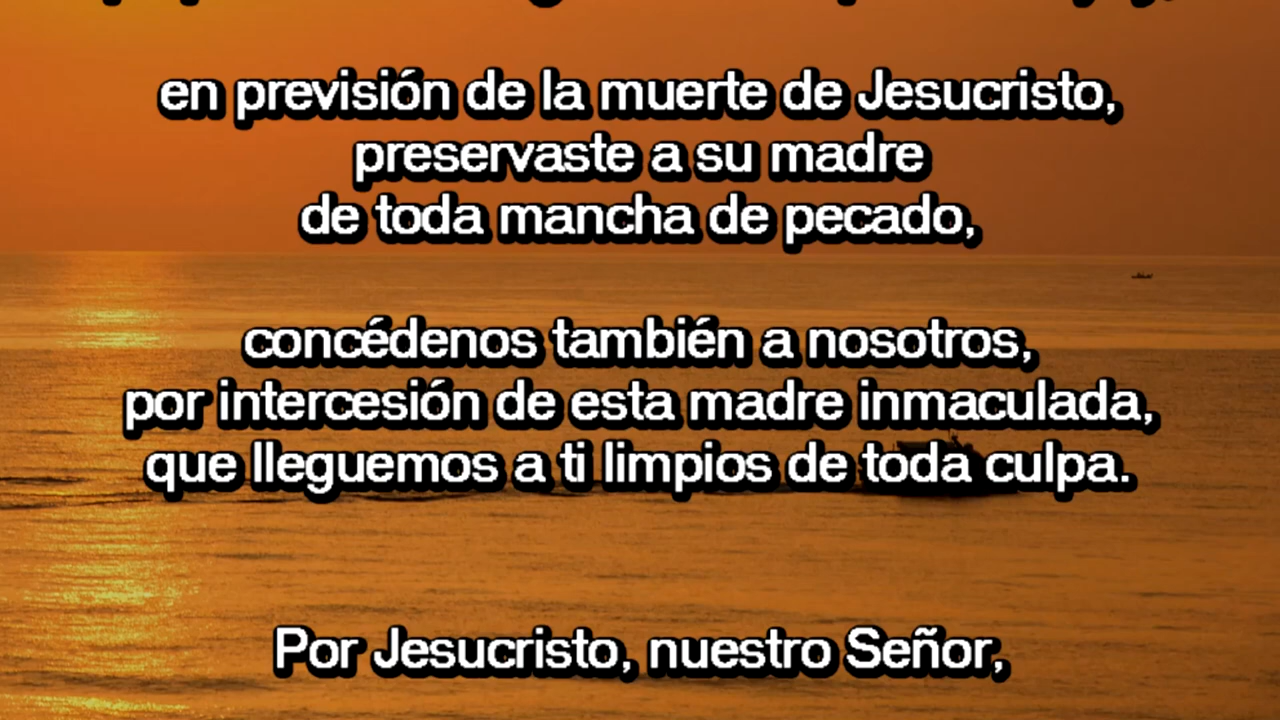 en previsión de la muerte de Jesucristo,
preservaste a su madre
de toda mancha de pecado,
concédenos también a nosotros,
por intercesión de esta madre inmaculada,
que lleguemos a ti limpios de toda culpa.
Por Jesucristo, nuestro Señor,